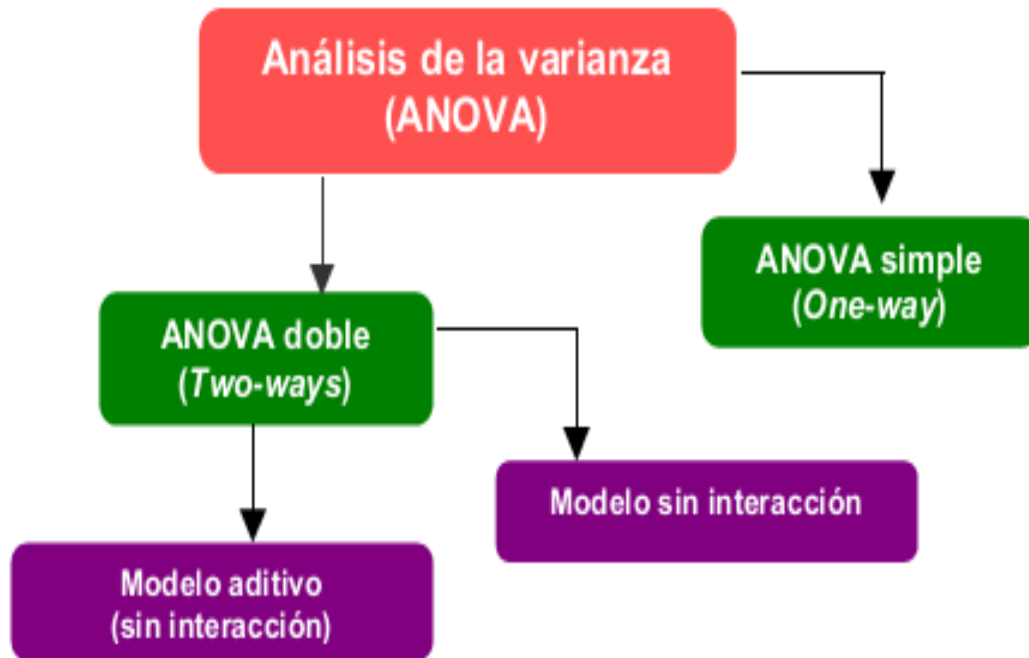 Análisis de la varianza
(ANOVA)
ANOVA simple
(One-way)
ANOVA doble
(Two-ways)
Modelo sin interacción
Modelo aditivo
(sin interacción)